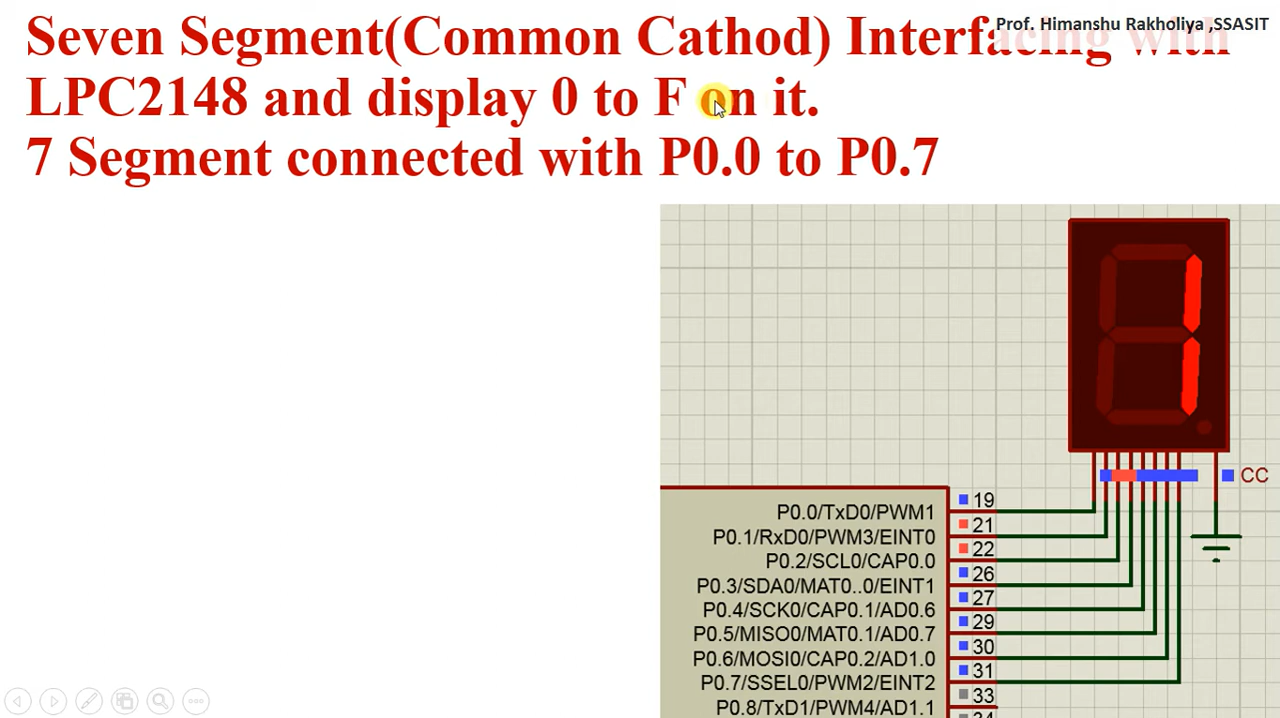 Seven Segment(Common Cathod) Interfacing with
Prof. Himanshu Rakholiya ,SSASIT
LPC2148 and display 0 to F on it.
7 Segment connected with P0.0 to P0.7
CC
P0.0/TxD0/PWM1 19
P0.1/RxD0/PWM3/EINT0 21
P0.2/SCL0/CAP0.0 22
P0.3/SDA0/MAT0..0/EINT1 26
P0.4/SCK0/CAP0.1/AD0.6 27
P0.5/MISO0/MAT0.1/AD0.7 29
P0.6/MOSI0/CAP0.2/AD1.0 30
P0.7/SSEL0/PWM2/EINT2 31
P0.8/TxD1/PWM4/AD1.1 33
34